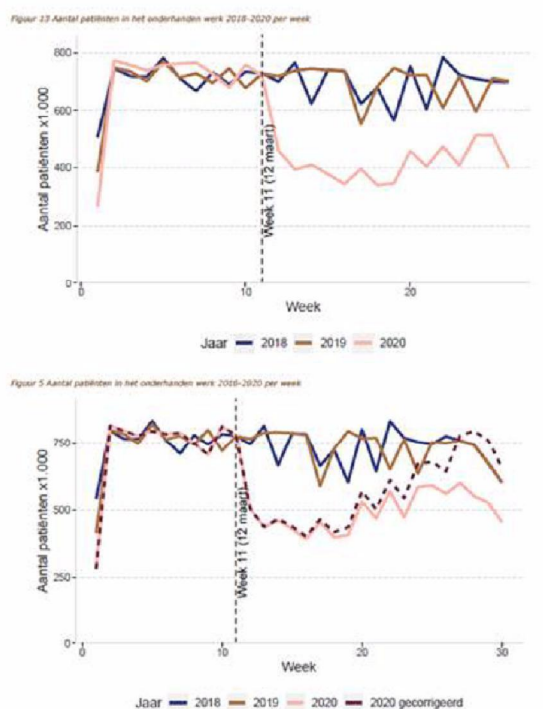 Figuur 13 Aantal patiënten in het onderhanden werk 2018-2020 per week
Aantal patiënten x1.000
800
600
400
200
0
Week 11 (12 maart)
0 10 20
Week
Jaar 2018 2019 2020
Figuur 5 Aantal patiënten in het onderhanden werk 2018-2020 per week
Aantal patiënten x1.000
750
500
250
0
Week 11 (12 maart)
0 10 20 30
Week
Jaar 2018 2019 2020 2020 gecorrigeerd